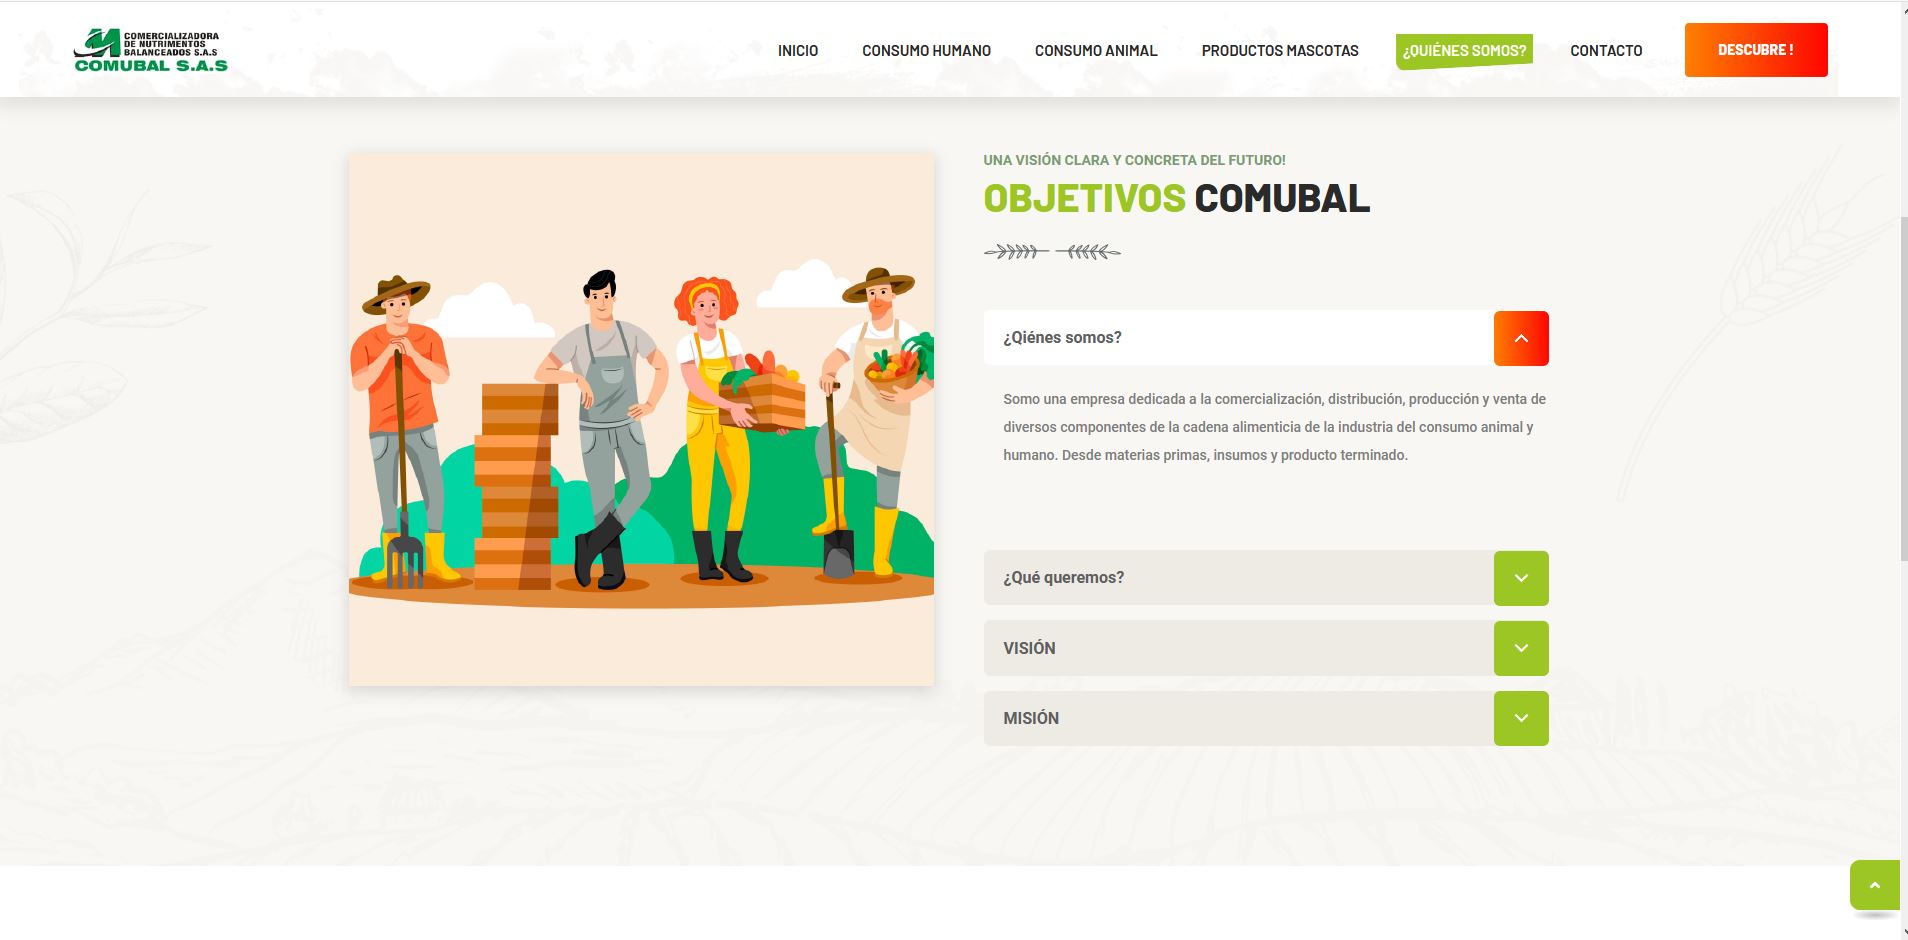 COMERCIALIZADORA
DE NUTRIMENTOS
BALANCEADOS S.A.S
COMUBAL S.A.S
INICIO
CONSUMO HUMANO
CONSUMO ANIMAL
PRODUCTOS MASCOTAS
¿QUIÉNES SOMOS?
CONTACTO
DESCUBRE !
UNA VISIÓN CLARA Y CONCRETA DEL FUTURO!
OBJETIVOS COMUBAL
¿Qiénes somos?
Somo una empresa dedicada a la comercialización, distribución, producción y venta de
diversos componentes de la cadena alimenticia de la industria del consumo animal y
humano. Desde materias primas, insumos y producto terminado.
¿Qué queremos?
VISIÓN
MISIÓN